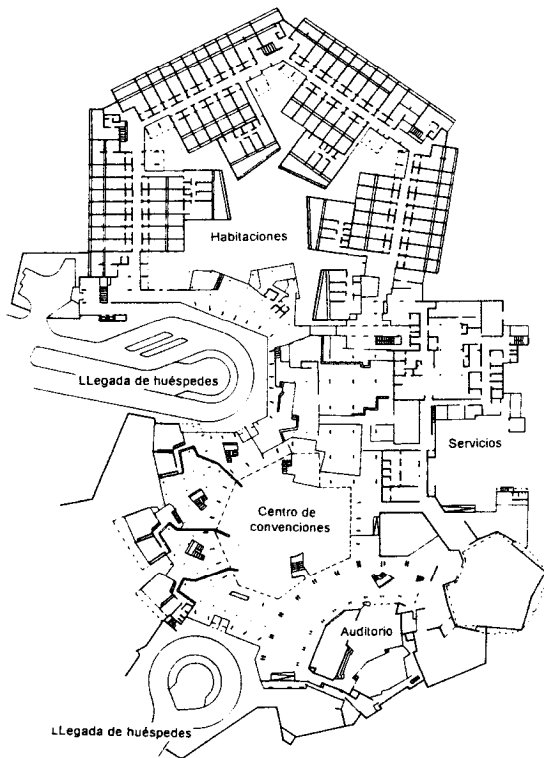 Habitaciones
LLegada de huéspedes
Servicios
Centro de
convenciones
Auditorio
LLegada de huéspedes